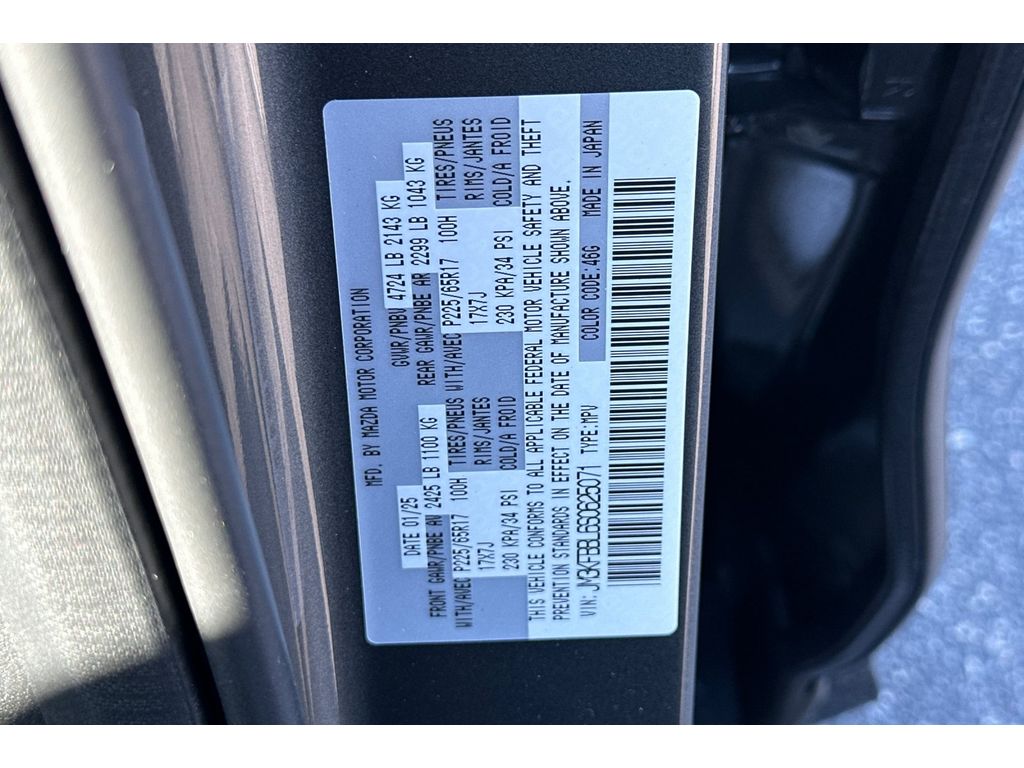 MFD. BY MAZDA MOTOR CORPORATION
DATE 01/25 GVWR/PNBV 4724 LB 2143 KG
FRONT GAWR/PNBE AV 2425 LB 1100 KG REAR GAWR/PNBE AR 2299 LB 1043 KG
WITH/AVEC P225/65R17 100H TIRES/PNEUS WITH/AVEC P225/65R17 100H TIRES/PNEUS
17X7J RIMS/JANTES 17X7J RIMS/JANTES
230 KPA/34 PSI COLD/A FROID 230 KPA/34 PSI COLD/A FROID
THIS VEHICLE CONFORMS TO ALL APPLICABLE FEDERAL MOTOR VEHICLE SAFETY AND THEFT
PREVENTION STANDARDS IN EFFECT ON THE DATE OF MANUFACTURE SHOWN ABOVE.
VIN:JM3KFBBL6S0625071 TYPE:MPV COLOR CODE:46G MADE IN JAPAN